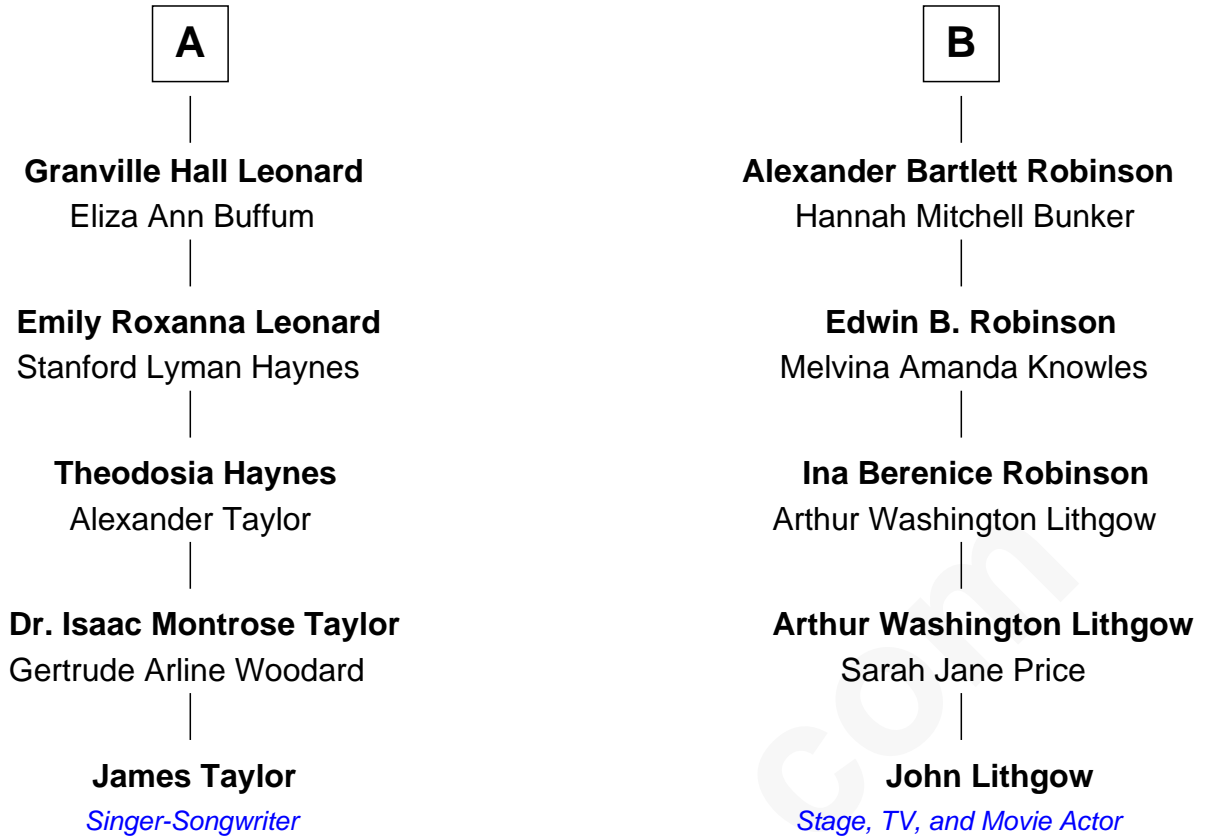 A
Granville Hall Leonard
Eliza Ann Buffum
Emily Roxanna Leonard
Stanford Lyman Haynes
Theodosia Haynes
Alexander Taylor
Dr. Isaac Montrose Taylor
Gertrude Arline Woodard
James Taylor
Singer-Songwriter
B
Alexander Bartlett Robinson
Hannah Mitchell Bunker
Edwin B. Robinson
Melvina Amanda Knowles
Ina Berenice Robinson
Arthur Washington Lithgow
Arthur Washington Lithgow
Sarah Jane Price
John Lithgow
Stage, TV, and Movie Actor
com